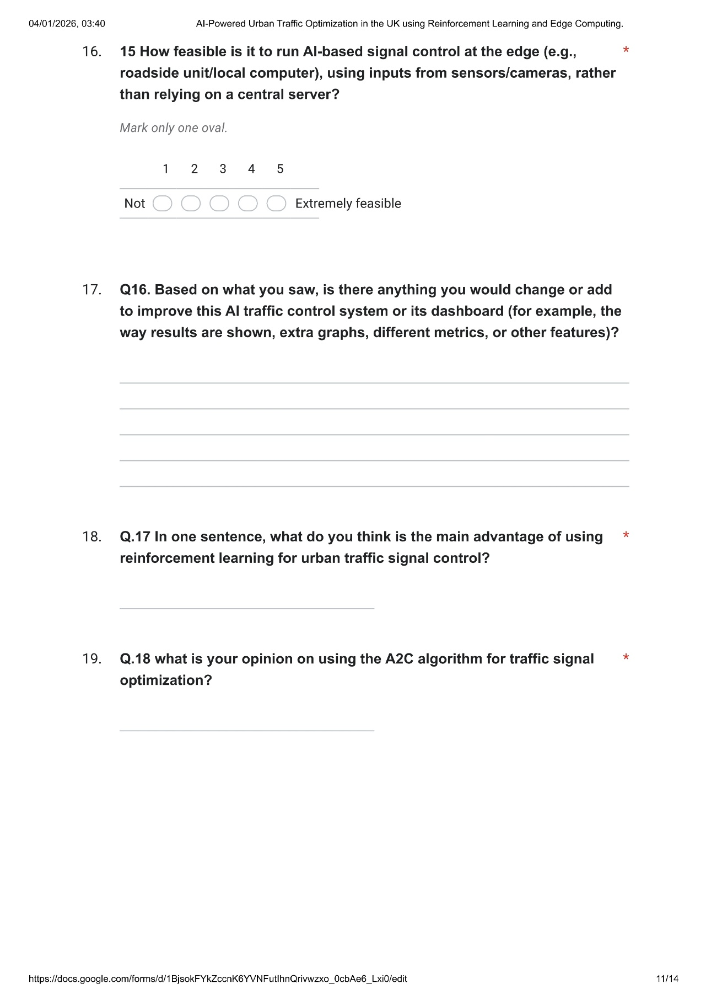 04/01/2026, 03:40 AI-Powered Urban Traffic Optimization in the UK using Reinforcement Learning and Edge Computing.
16. 15 How feasible is it to run AI-based signal control at the edge (e.g., *
roadside unit/local computer), using inputs from sensors/cameras, rather
than relying on a central server?
Mark only one oval.
1 2 3 4 5
Not Extremely feasible
17. Q16. Based on what you saw, is there anything you would change or add
to improve this AI traffic control system or its dashboard (for example, the
way results are shown, extra graphs, different metrics, or other features)?
18. Q.17 In one sentence, what do you think is the main advantage of using *
reinforcement learning for urban traffic signal control?
19. Q.18 what is your opinion on using the A2C algorithm for traffic signal *
optimization?
https://docs.google.com/forms/d/1BjsokFYkZccnK6YVNFutIhnQrivwzxo_0cbAe6_Lxi0/edit 11/14